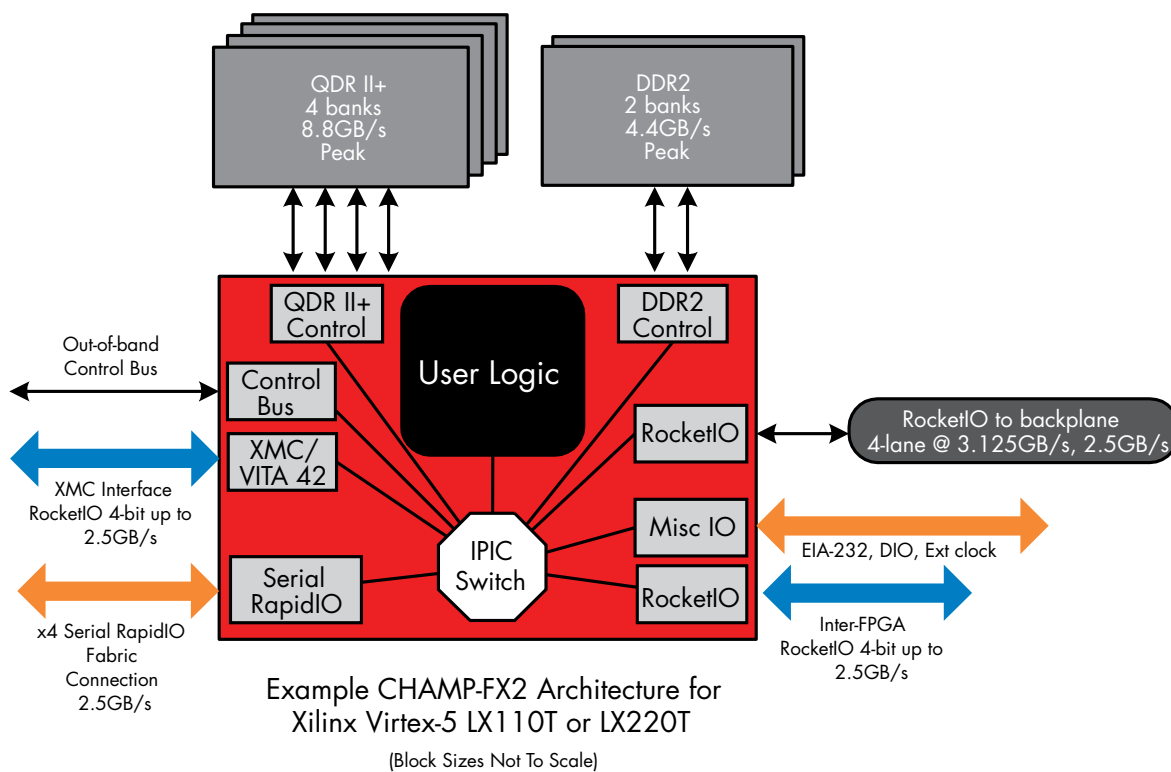 QDR II+
4 banks
8.8GB/s
Peak
DDR2
2 banks
4.4GB/s
Peak
QDR II+
Control
User Logic
DDR2
Control
Out-of-band
Control Bus
Control
Bus
XMC/
VITA 42
XMC Interface
RocketIO 4-bit up to
2.5GB/s
Serial
RapidIO
x4 Serial RapidIO
Fabric
Connection
2.5GB/s
IPIC
Switch
RocketIO
RocketIO to backplane
4-lane @ 3.125GB/s, 2.5GB/s
Misc IO
EIA-232, DIO, Ext clock
RocketIO
Inter-FPGA
RocketIO 4-bit up to
2.5GB/s
Example CHAMP-FX2 Architecture for
Xilinx Virtex-5 LX110T or LX220T
(Block Sizes Not To Scale)